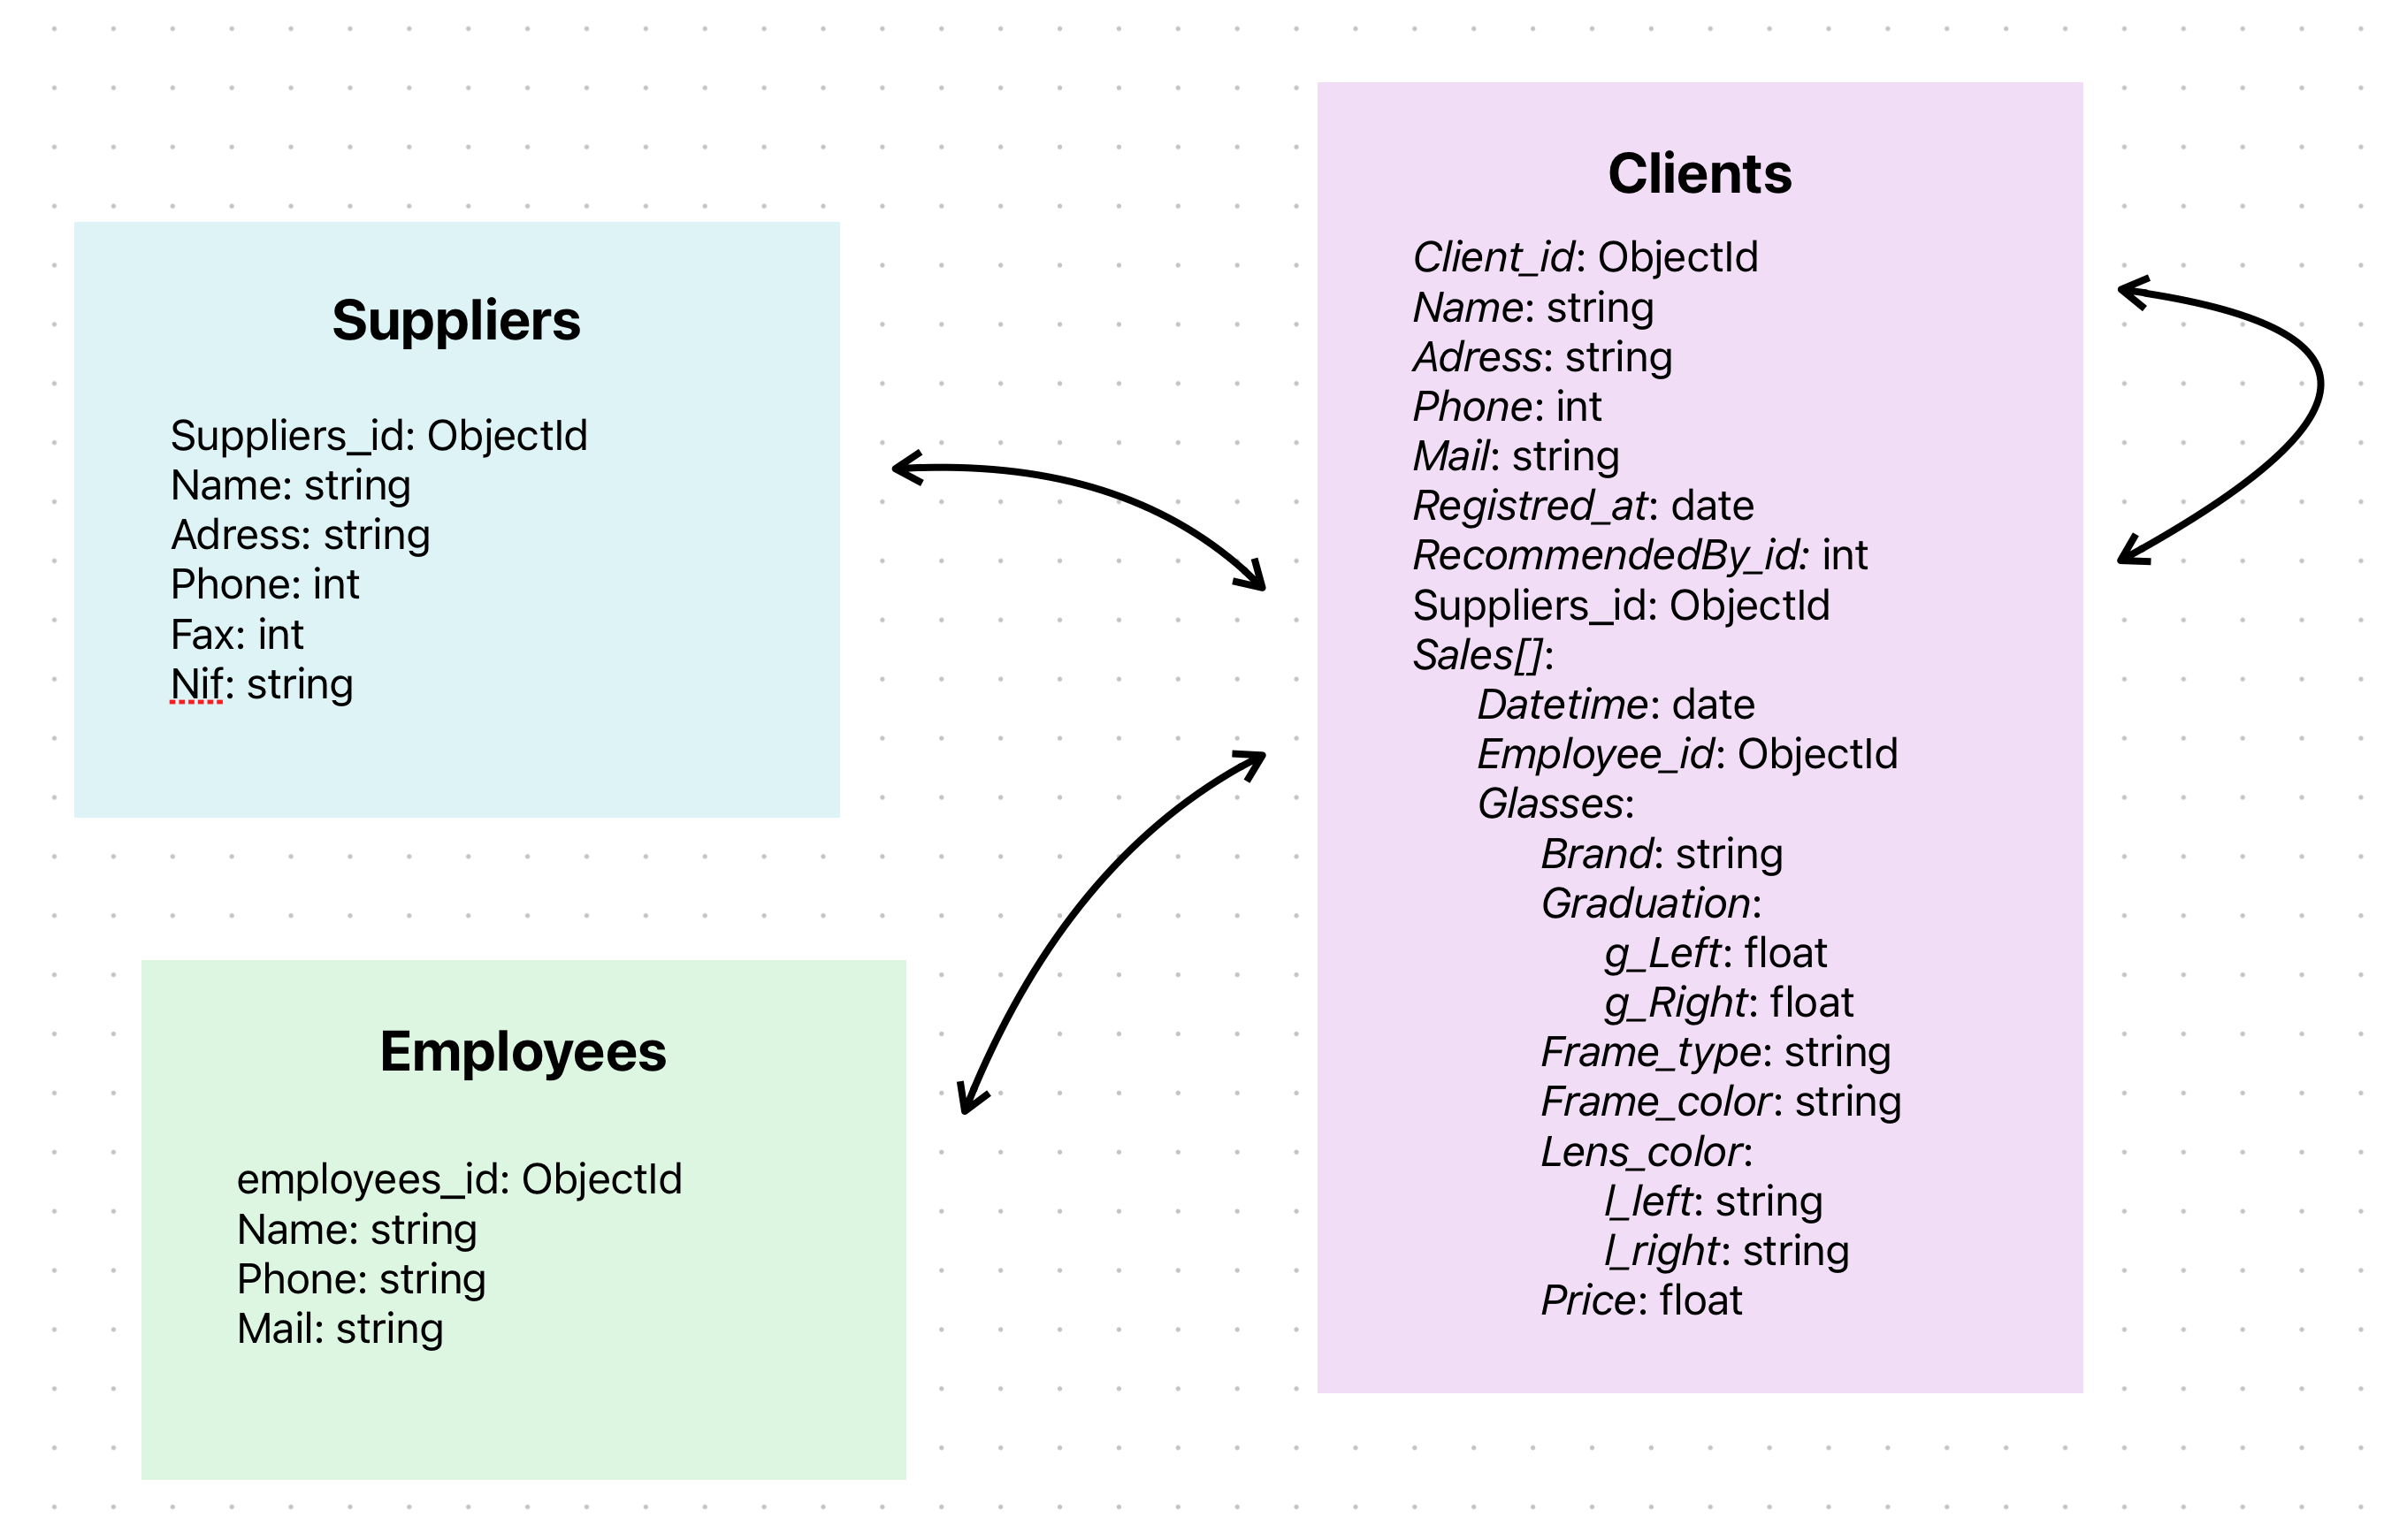 Suppliers
Suppliers_id: ObjectId
Name: string
Adress: string
Phone: int
Fax: int
Nif: string
Employees
employees_id: ObjectId
Name: string
Phone: string
Mail: string
Clients
Client_id: ObjectId
Name: string
Adress: string
Phone: int
Mail: string
Registred_at: date
RecommendedBy_id: int
Suppliers_id: ObjectId
Sales[]:
Datetime: date
Employee_id: ObjectId
Glasses:
Brand: string
Graduation:
g_Left: float
g_Right: float
Frame_type: string
Frame_color: string
Lens_color:
l_left: string
l_right: string
Price: float